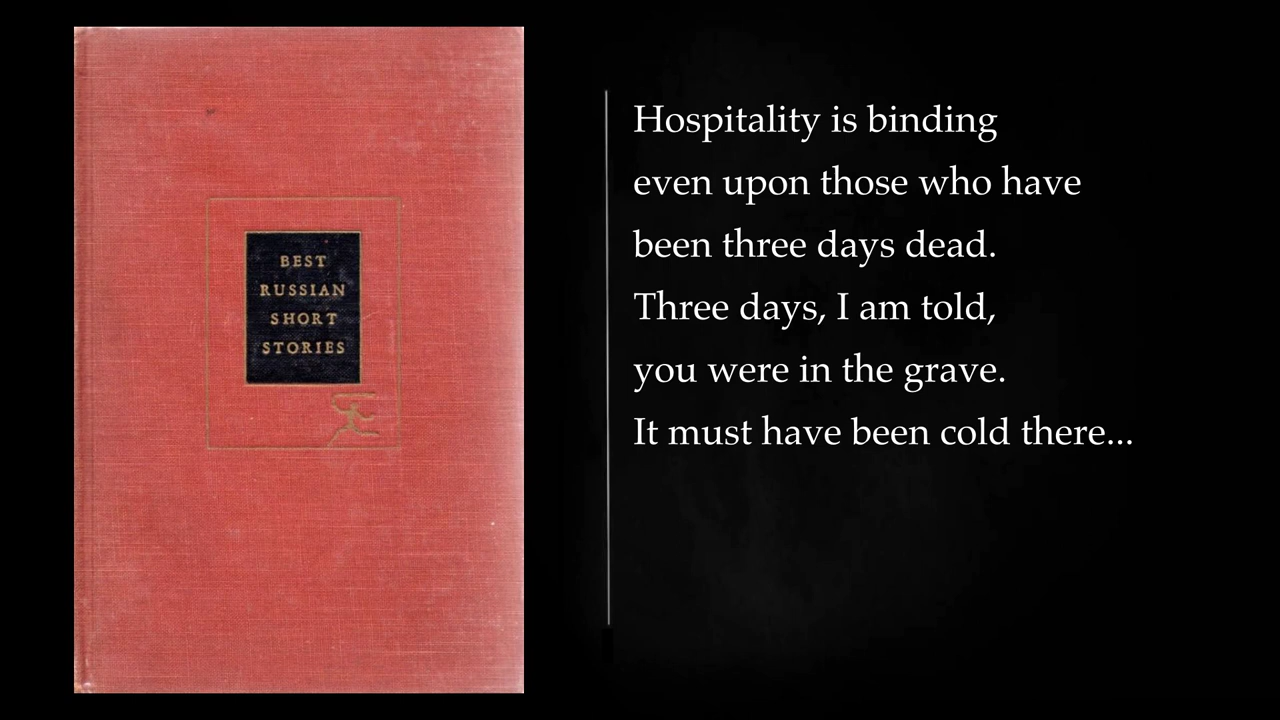 BEST
RUSSIAN
SHORT
STORIES
Hospitality is binding
even upon those who have
been three days dead.
Three days, I am told,
you were in the grave.
It must have been cold there...